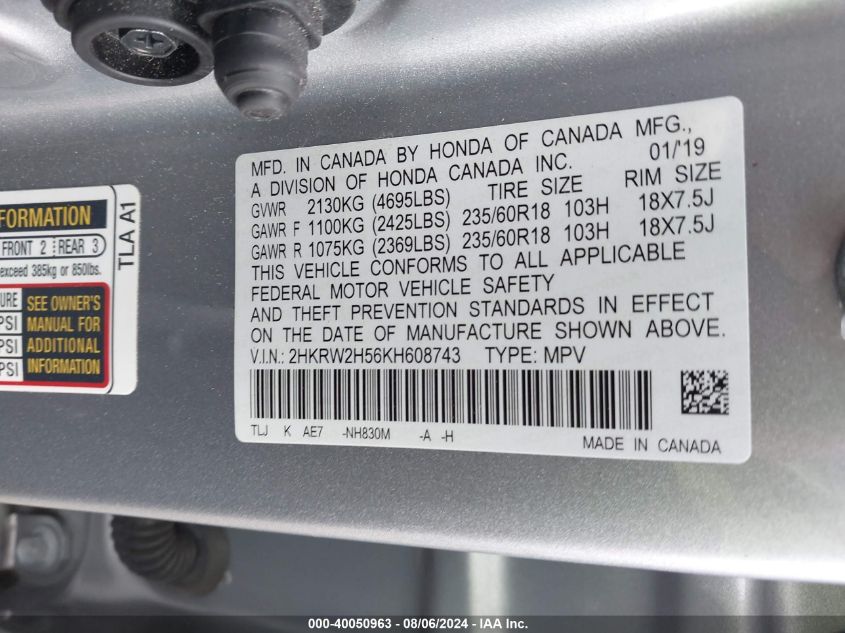 MFD. IN CANADA BY HONDA OF CANADA MFG.,
A DIVISION OF HONDA CANADA INC. 01/'19
GVWR 2130KG (4695LBS) TIRE SIZE RIM SIZE
GAWR F 1100KG (2425LBS) 235/60R18 103H 18X7.5J
GAWR R 1075KG (2369LBS) 235/60R18 103H 18X7.5J
THIS VEHICLE CONFORMS TO ALL APPLICABLE
FEDERAL MOTOR VEHICLE SAFETY
AND THEFT PREVENTION STANDARDS IN EFFECT
ON THE DATE OF MANUFACTURE SHOWN ABOVE.
V.I.N.: 2HKRW2H56KH608743 TYPE: MPV
TLJ K AE7 -NH830M -A -H
MADE IN CANADA
FORMATION
FRONT 2 REAR 3
exceed 385kg or 850lbs.
SEE OWNER'S
MANUAL FOR
ADDITIONAL
INFORMATION
PSI
PSI
PSI
TLA A1
000-40050963 - 08/06/2024 - COPYRIGHT IAA, Inc.